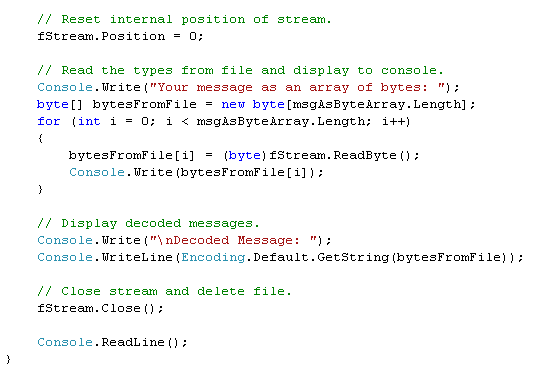 // Reset internal position of stream.
fStream.Position = 0;
// Read the types from file and display to console.
Console.Write("Your message as an array of bytes: ");
byte[] bytesFromFile = new byte[msgAsByteArray.Length];
for (int i = 0; i < msgAsByteArray.Length; i++)
{
bytesFromFile[i] = (byte)fStream.ReadByte();
Console.Write(bytesFromFile[i]);
}
// Display decoded messages.
Console.Write("\nDecoded Message: ");
Console.WriteLine(Encoding.Default.GetString(bytesFromFile));
// Close stream and delete file.
fStream.Close();
Console.ReadLine();
}